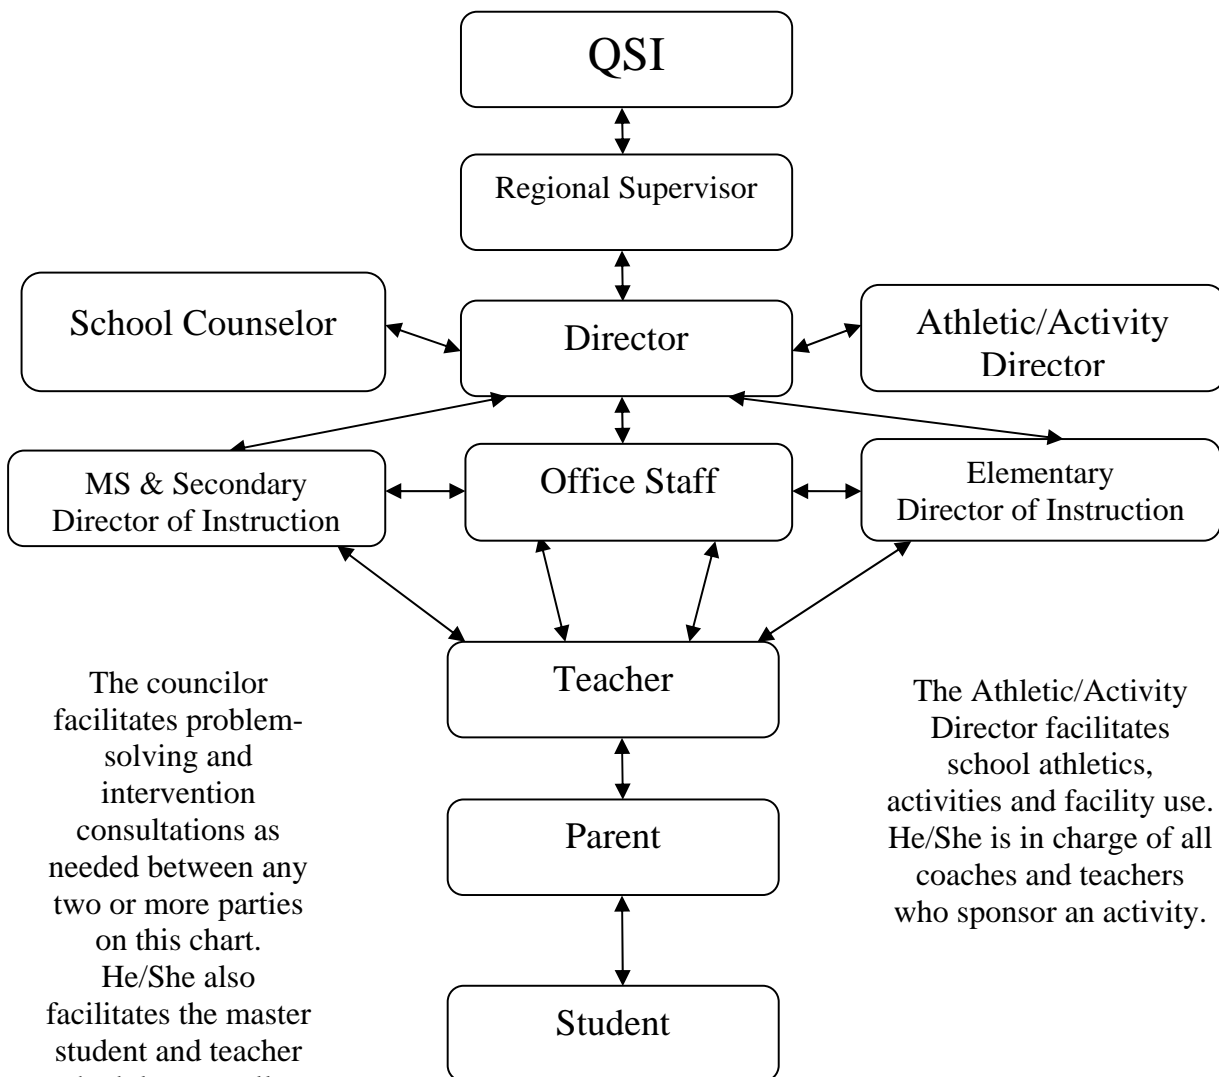 QSI
Regional Supervisor
School Counselor
Director
Athletic/Activity
Director
MS & Secondary
Director of Instruction
Office Staff
Elementary
Director of Instruction
Teacher
The councilor
facilitates problem-
solving and
intervention
consultations as
needed between any
two or more parties
on this chart.
He/She also
facilitates the master
student and teacher
The Athletic/Activity
Director facilitates
school athletics,
activities and facility use.
He/She is in charge of all
coaches and teachers
who sponsor an activity.
Parent
Student